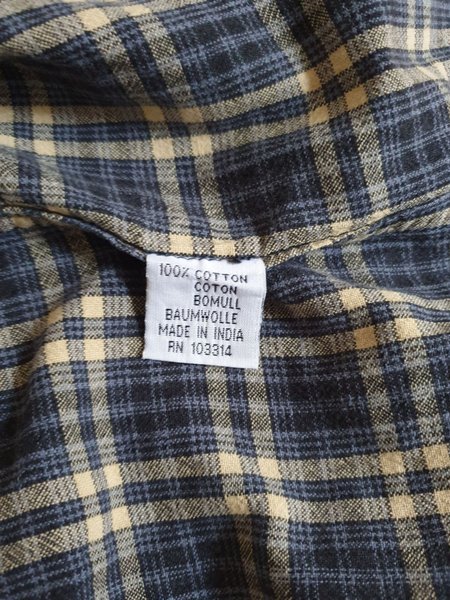 100% COTTON
COTON
BOMULL
BAUMWOLLE
MADE IN INDIA
RN 103314